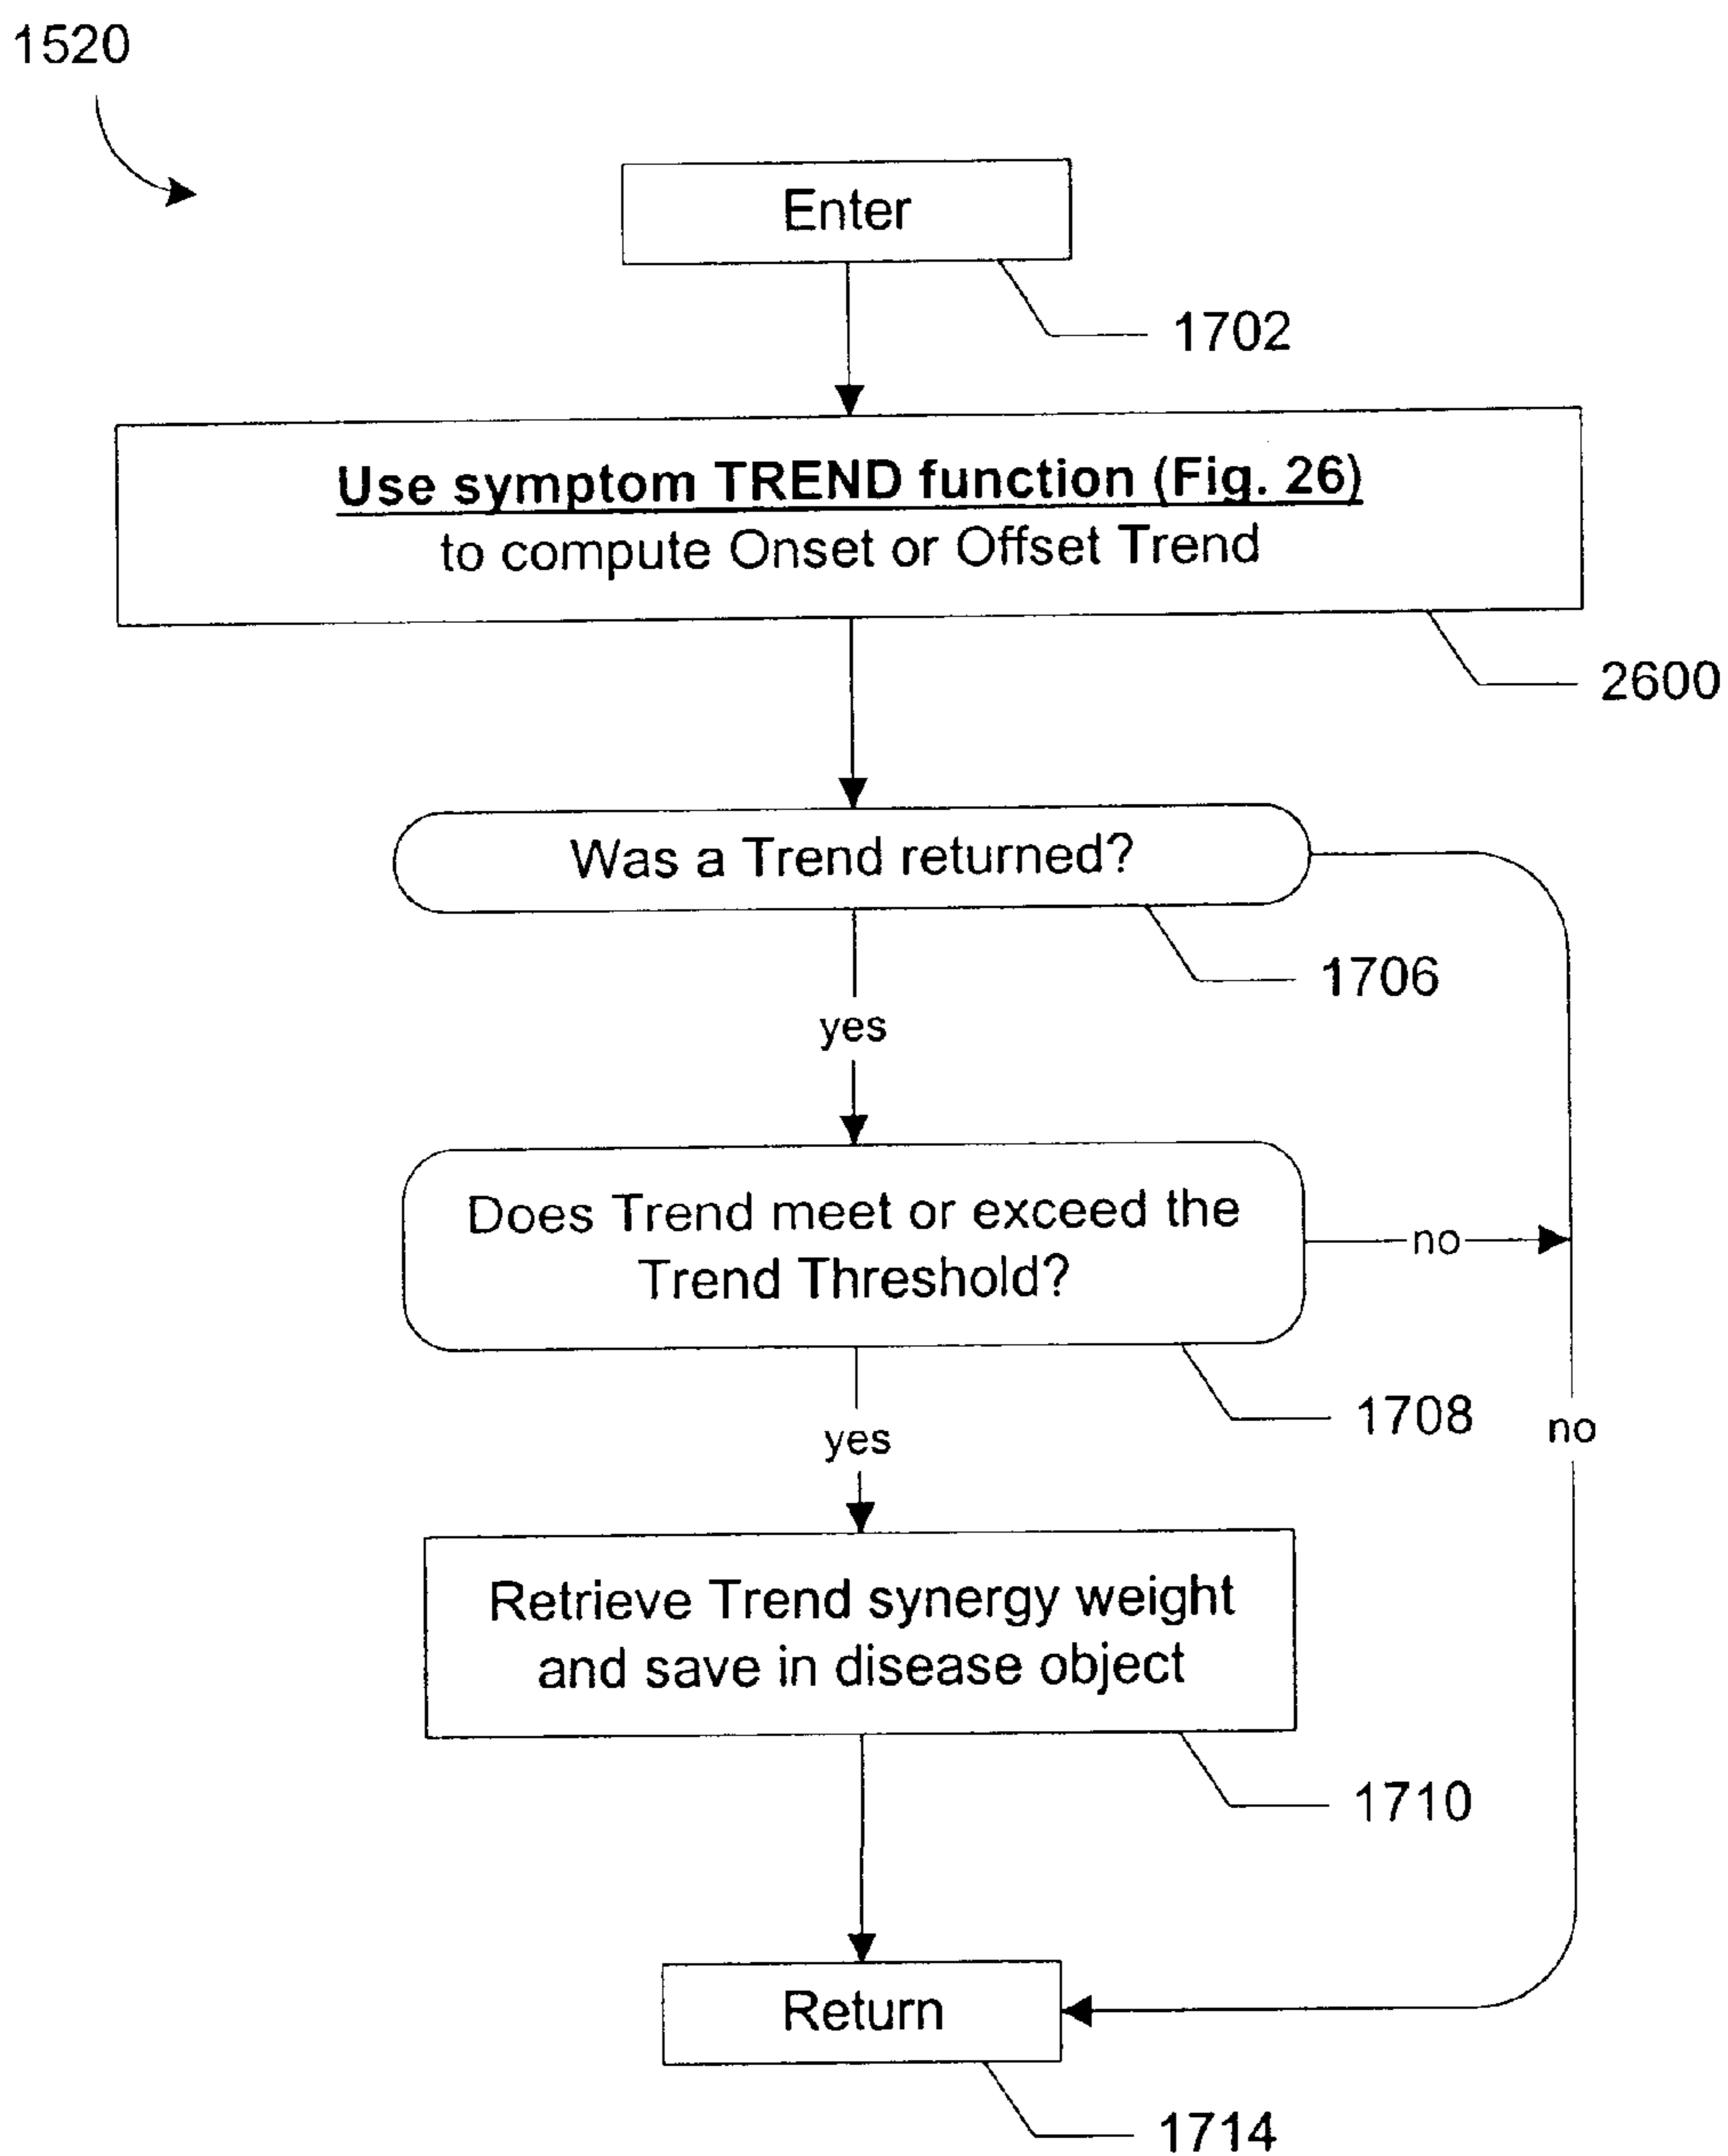 1520
Enter
1702
Use symptom TREND function (Fig. 26)
to compute Onset or Offset Trend
2600
Was a Trend returned?
1706
yes
Does Trend meet or exceed the
Trend Threshold?
no
1708
no
yes
Retrieve Trend synergy weight
and save in disease object
1710
Return
1714